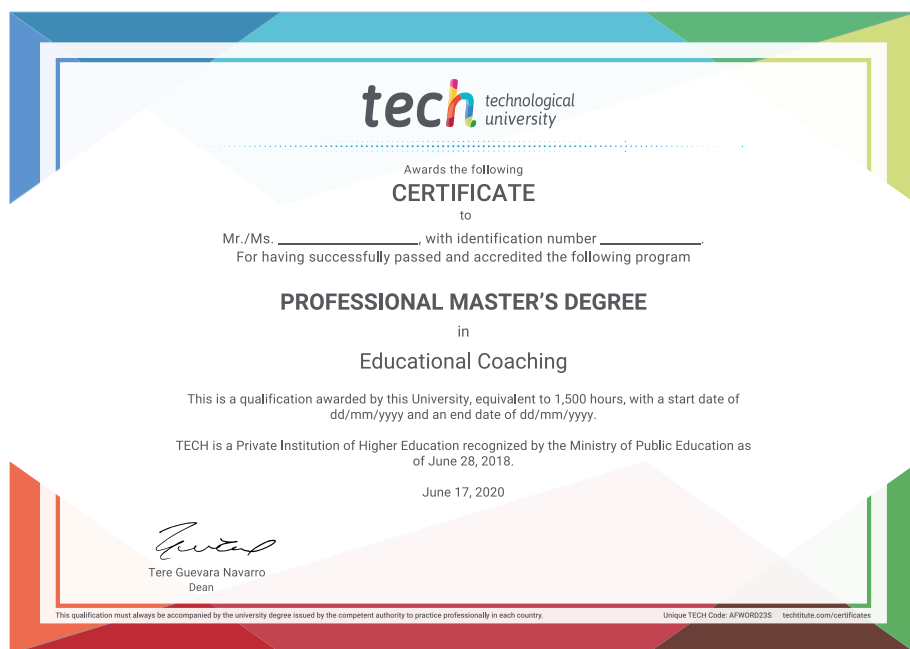 tech technological
university
Awards the following
CERTIFICATE
to
Mr./Ms. ____________________, with identification number ______________.
For having successfully passed and accredited the following program
PROFESSIONAL MASTER'S DEGREE
in
Educational Coaching
This is a qualification awarded by this University, equivalent to 1,500 hours, with a start date of
dd/mm/yyyy and an end date of dd/mm/yyyy.
TECH is a Private Institution of Higher Education recognized by the Ministry of Public Education as
of June 28, 2018.
June 17, 2020
Tere Guevara Navarro
Dean
This qualification must always be accompanied by the university degree issued by the competent authority to practice professionally in each country. Unique TECH Code: AFWORD23S techtitute.com/certificates